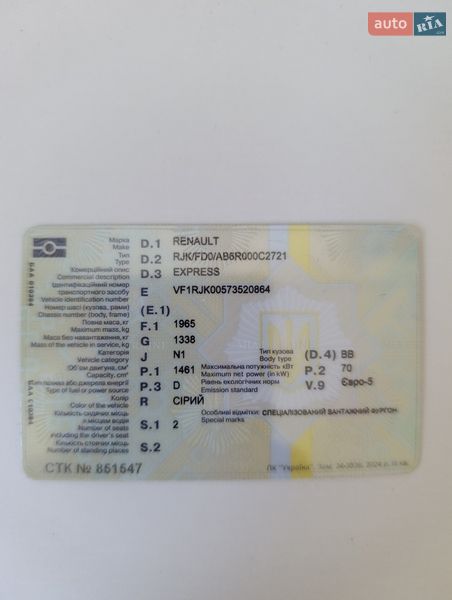 auto RIA .com
Марка D.1 RENAULT
Make
Тип D.2 RJK/FD0/AB6R000C2721
Type
Комерційний опис D.3 EXPRESS
Commercial description
Ідентифікаційний номер
транспортного засобу E VF1RJK00573520864
Vehicle identification number
Номер шасі (кузова, рами) (E.1)
Chassis number (body, frame)
Повна маса, кг F.1 1965
Maximum mass, kg
Маса без навантаження, кг G 1338
Mass of the vehicle in service, kg
Категорія J N1 Тип кузова (D.4) BB
Vehicle category Body type
Об'єм двигуна, см³ P.1 1461 Максимальна потужність кВт P.2 70
Capacity, cm³ Maximum net power (in kW)
Тип пального або джерела енергії P.3 D Рівень екологічних норм V.9 Євро-5
Type of fuel or power source Emission standard
Колір R СІРИЙ
Color of the vehicle
Кількість сидячих місць Особливі відмітки: СПЕЦІАЛІЗОВАНИЙ ВАНТАЖНИЙ ФУРГОН.
з місцем водія S.1 2 Special marks
Number of seats
including the driver's seat
Кількість стоячих місць S.2
Number of standing places
СТК № 851547
ПК "Україна".